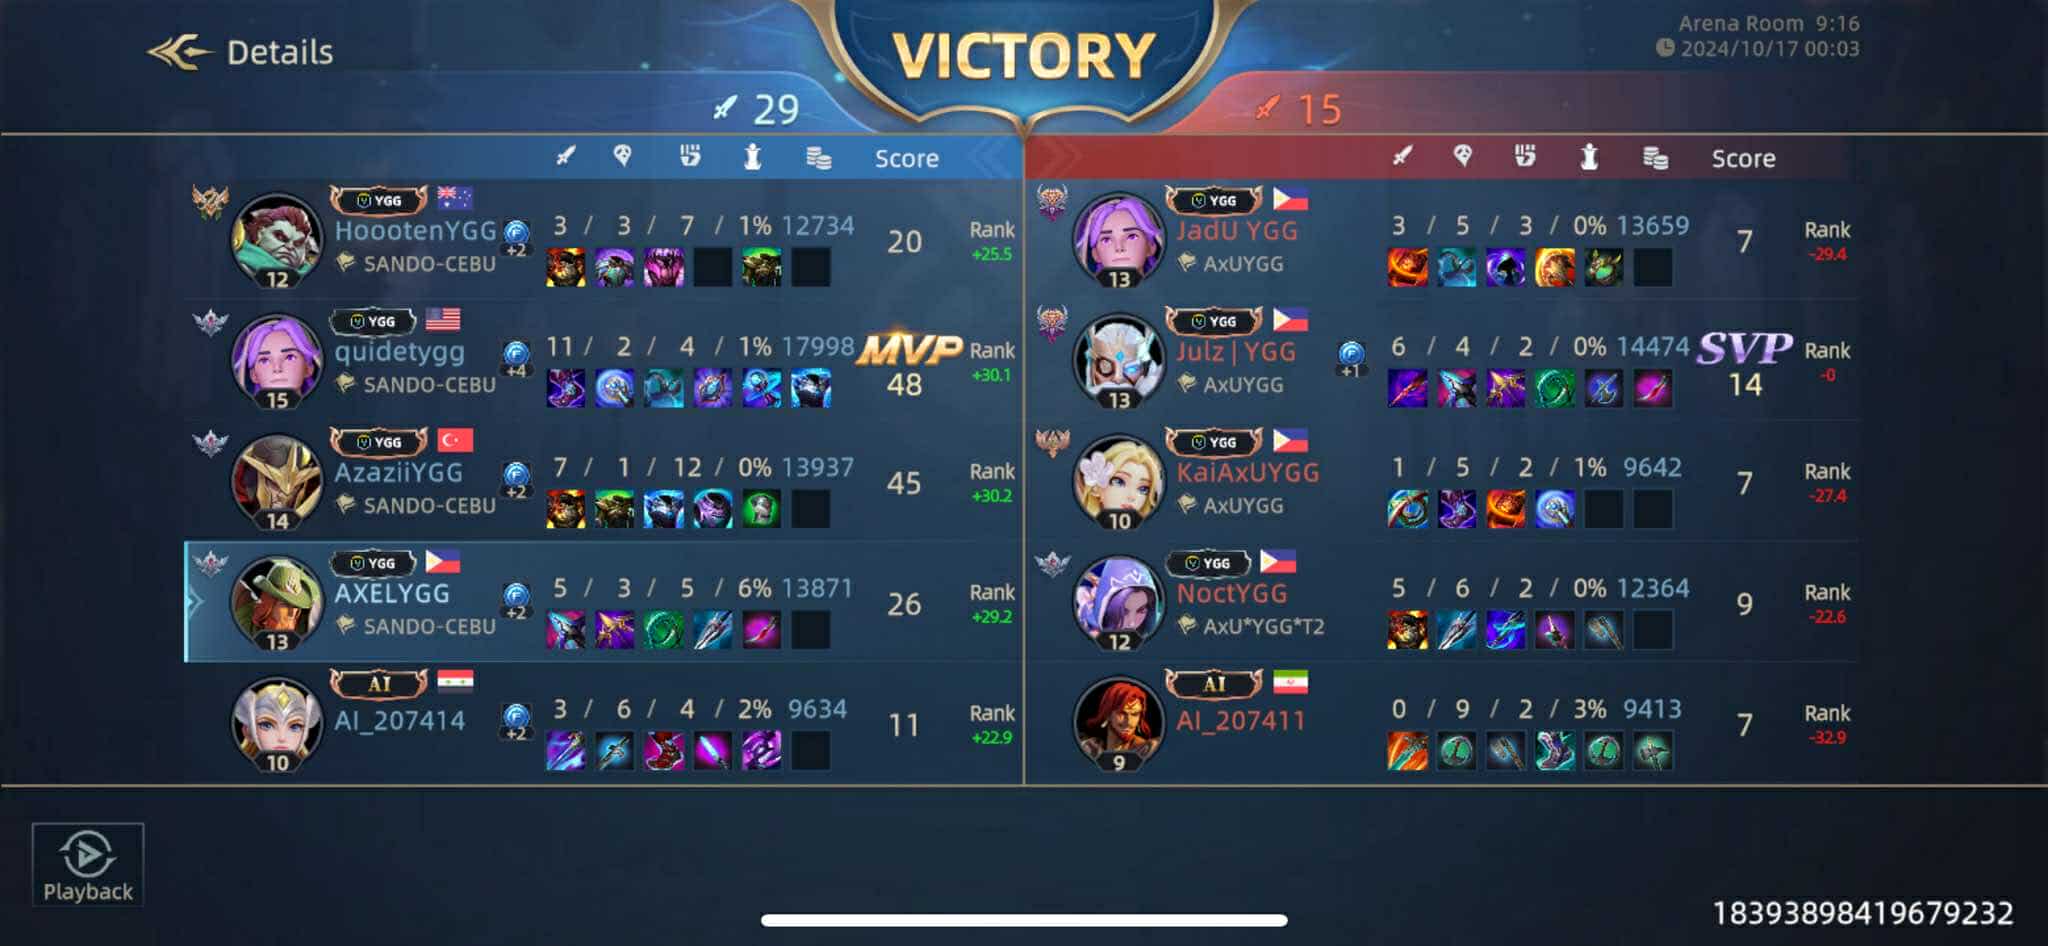 Details
VICTORY
Arena Room 9:16
2024/10/17 00:03
29
15
Score
Score
YGG
HoootenYGG
SANDO-CEBU
12
+2
3 / 3 / 7 / 1% 12734
20
Rank
+25.5
YGG
JadU YGG
AxUYGG
13
3 / 5 / 3 / 0% 13659
7
Rank
-29.4
YGG
quidetygg
SANDO-CEBU
15
+4
11 / 2 / 4 / 1% 17998
MVP
48
Rank
+30.1
YGG
Julz|YGG
AxUYGG
13
+1
6 / 4 / 2 / 0% 14474
SVP
14
Rank
-0
YGG
AzaziiYGG
SANDO-CEBU
14
+2
7 / 1 / 12 / 0% 13937
45
Rank
+30.2
YGG
KaiAxUYGG
AxUYGG
10
1 / 5 / 2 / 1% 9642
7
Rank
-27.4
YGG
AXELYGG
SANDO-CEBU
13
+2
5 / 3 / 5 / 6% 13871
26
Rank
+29.2
YGG
NoctYGG
AxU*YGG*T2
12
5 / 6 / 2 / 0% 12364
9
Rank
-22.6
AI
AI_207414
10
+2
3 / 6 / 4 / 2% 9634
11
Rank
+22.9
AI
AI_207411
9
0 / 9 / 2 / 3% 9413
7
Rank
-32.9
Playback
18393898419679232